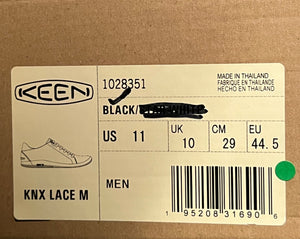 KEEN
1028351
MADE IN THAILAND
FABRIQUÉ EN THAÏLANDE
HECHO EN THAILANDIA
BLACK/
US 11
UK 10
CM 29
EU 44.5
KNX LACE M
MEN
1 95208 31690 6